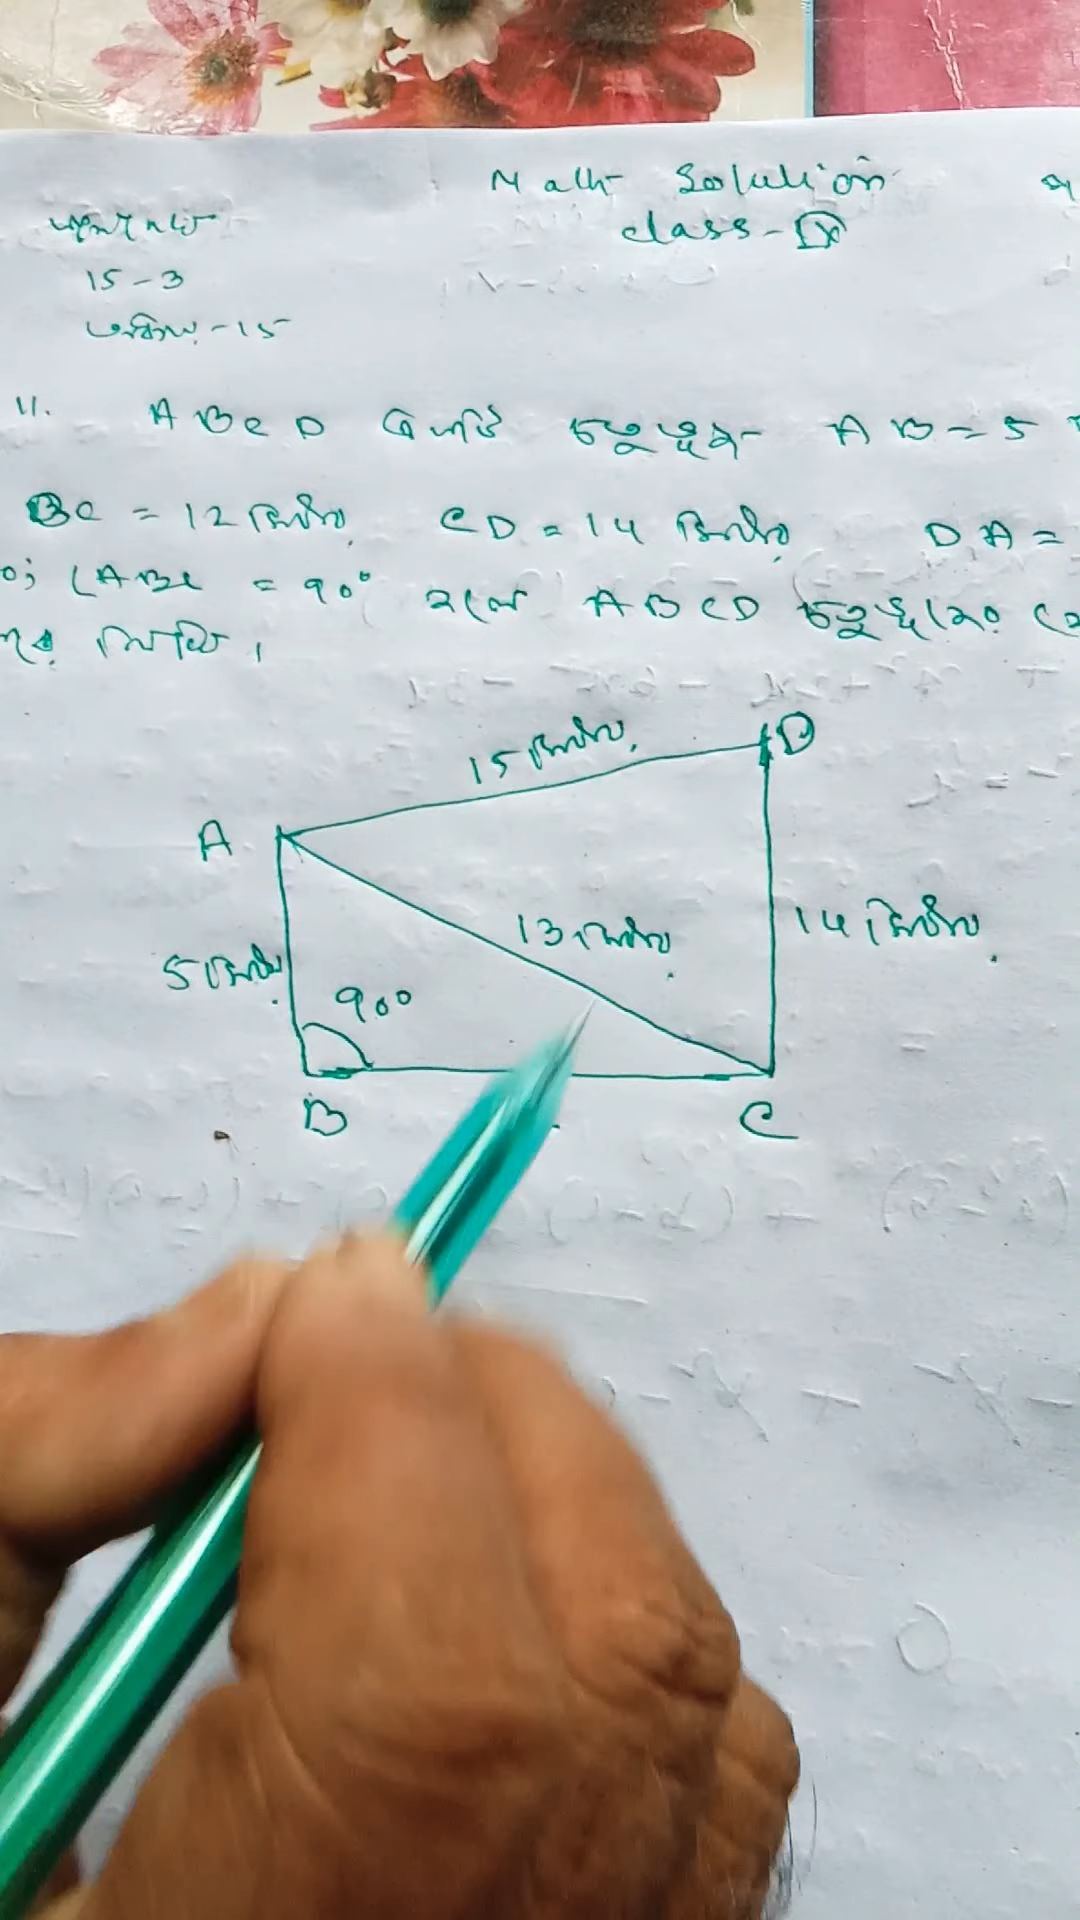 Math Solution
class-IX
15-3
-15
11. ABCD একটি চতুর্ভুজ AB=5
BC = 12 মিটার CD = 14 মিটার DA =
∠ABC = 90° হলে ABCD চতুর্ভুজের
15 মিটার
D
A
13 মিটার
14 মিটার
5 মিটার
90°
B
C